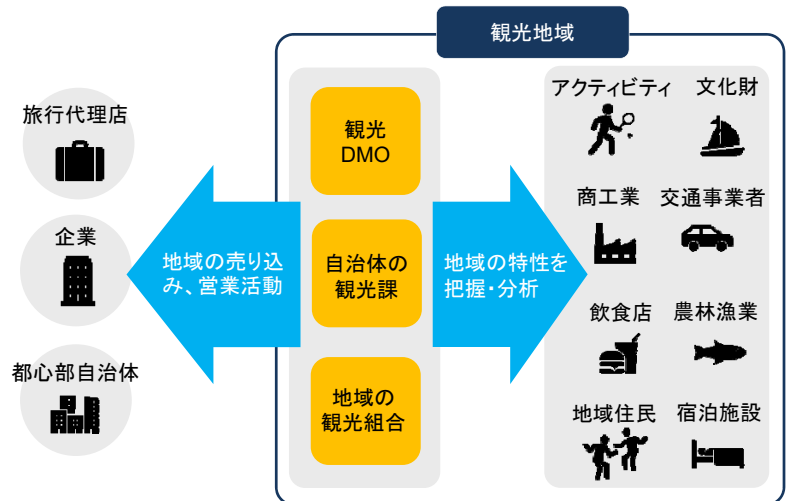 観光地域
旅行代理店
企業
都心部自治体
地域の売り込
み、営業活動
観光
DMO
自治体の
観光課
地域の
観光組合
地域の特性を
把握・分析
アクティビティ
文化財
商工業
交通事業者
飲食店
農林漁業
地域住民
宿泊施設